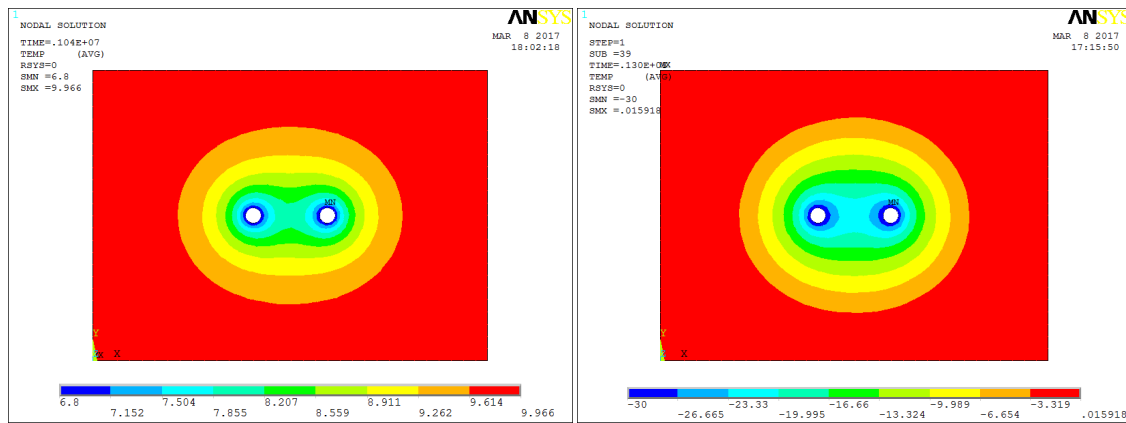 1
ANSYS
NODAL SOLUTION
MAR 8 2017
18:02:18
TIME=.104E+07
TEMP (AVG)
RSYS=0
SMN =6.8
SMX =9.966
MN
Y
X
6.8 7.504 8.207 8.911 9.614
7.152 7.855 8.559 9.262 9.966
1
ANSYS
NODAL SOLUTION
MAR 8 2017
17:15:50
STEP=1
SUB =39
MX
TEMP (AVG)
RSYS=0
SMN =-30
SMX =.015918
MN
Y
X
-30 -23.33 -16.66 -9.989 -3.319
-26.665 -19.995 -13.324 -6.654 .015918